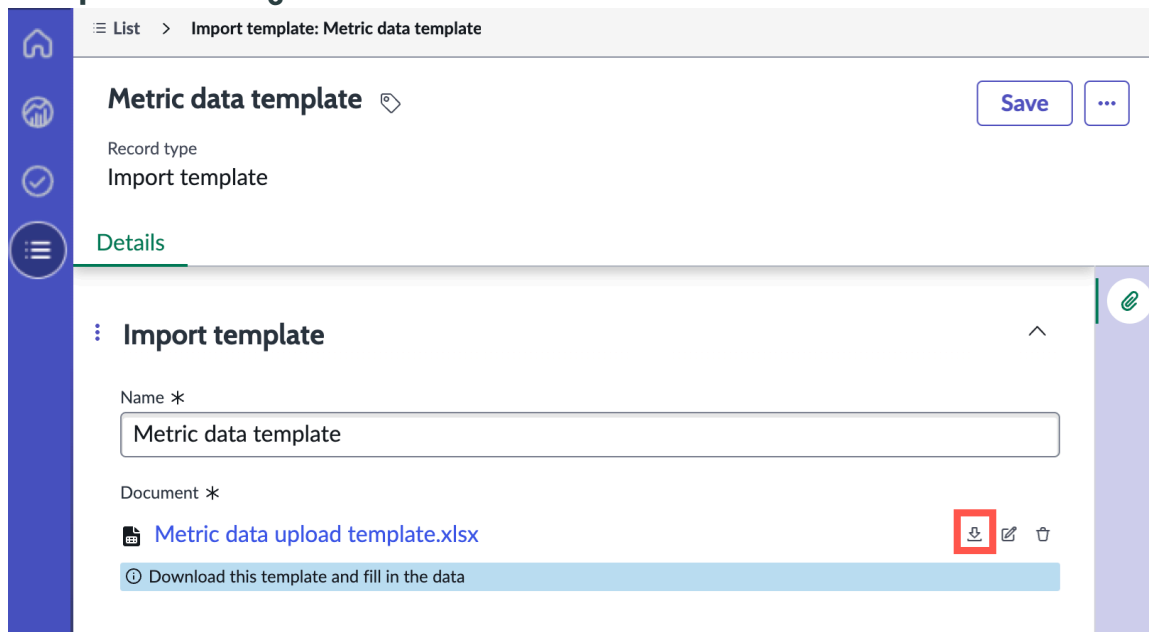 List > Import template: Metric data template
Metric data template
Save
Record type
Import template
Details
Import template
Name *
Metric data template
Document *
Metric data upload template.xlsx
Download this template and fill in the data